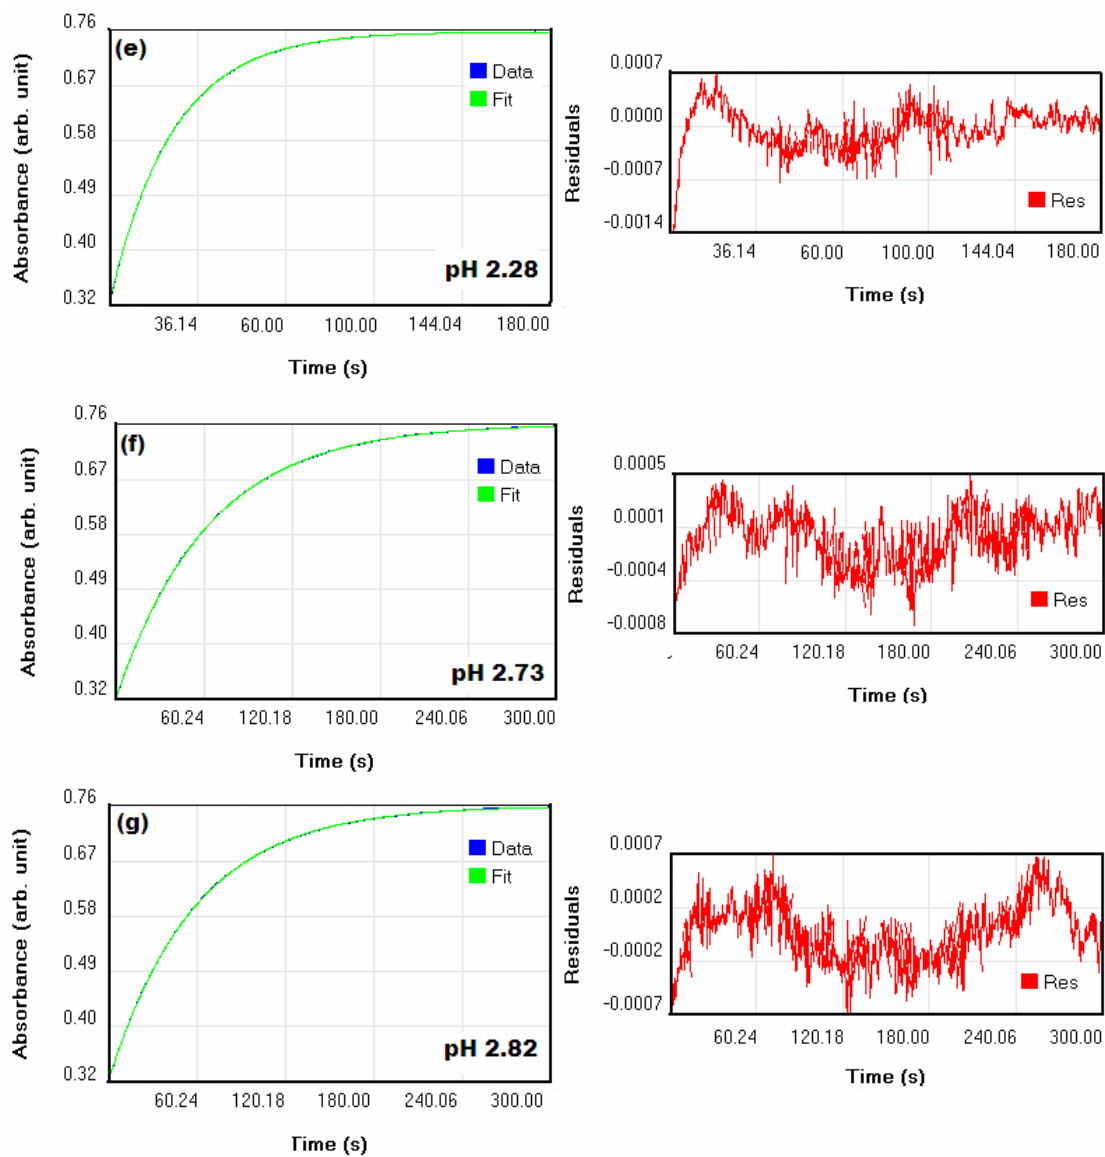 0.76
(e)
Data
Fit
0.67
0.58
0.49
0.40
0.32
Absorbance (arb. unit)
pH 2.28
36.14 60.00 100.00 144.04 180.00
Time (s)
0.0007
0.0000
-0.0007
-0.0014
Residuals
Res
36.14 60.00 100.00 144.04 180.00
Time (s)
0.76
(f)
Data
Fit
0.67
0.58
0.49
0.40
0.32
Absorbance (arb. unit)
pH 2.73
60.24 120.18 180.00 240.06 300.00
Time (s)
0.0005
0.0001
-0.0004
-0.0008
Residuals
Res
60.24 120.18 180.00 240.06 300.00
Time (s)
0.76
(g)
Data
Fit
0.67
0.58
0.49
0.40
0.32
Absorbance (arb. unit)
pH 2.82
60.24 120.18 180.00 240.06 300.00
Time (s)
0.0007
0.0002
-0.0002
-0.0007
Residuals
Res
60.24 120.18 180.00 240.06 300.00
Time (s)